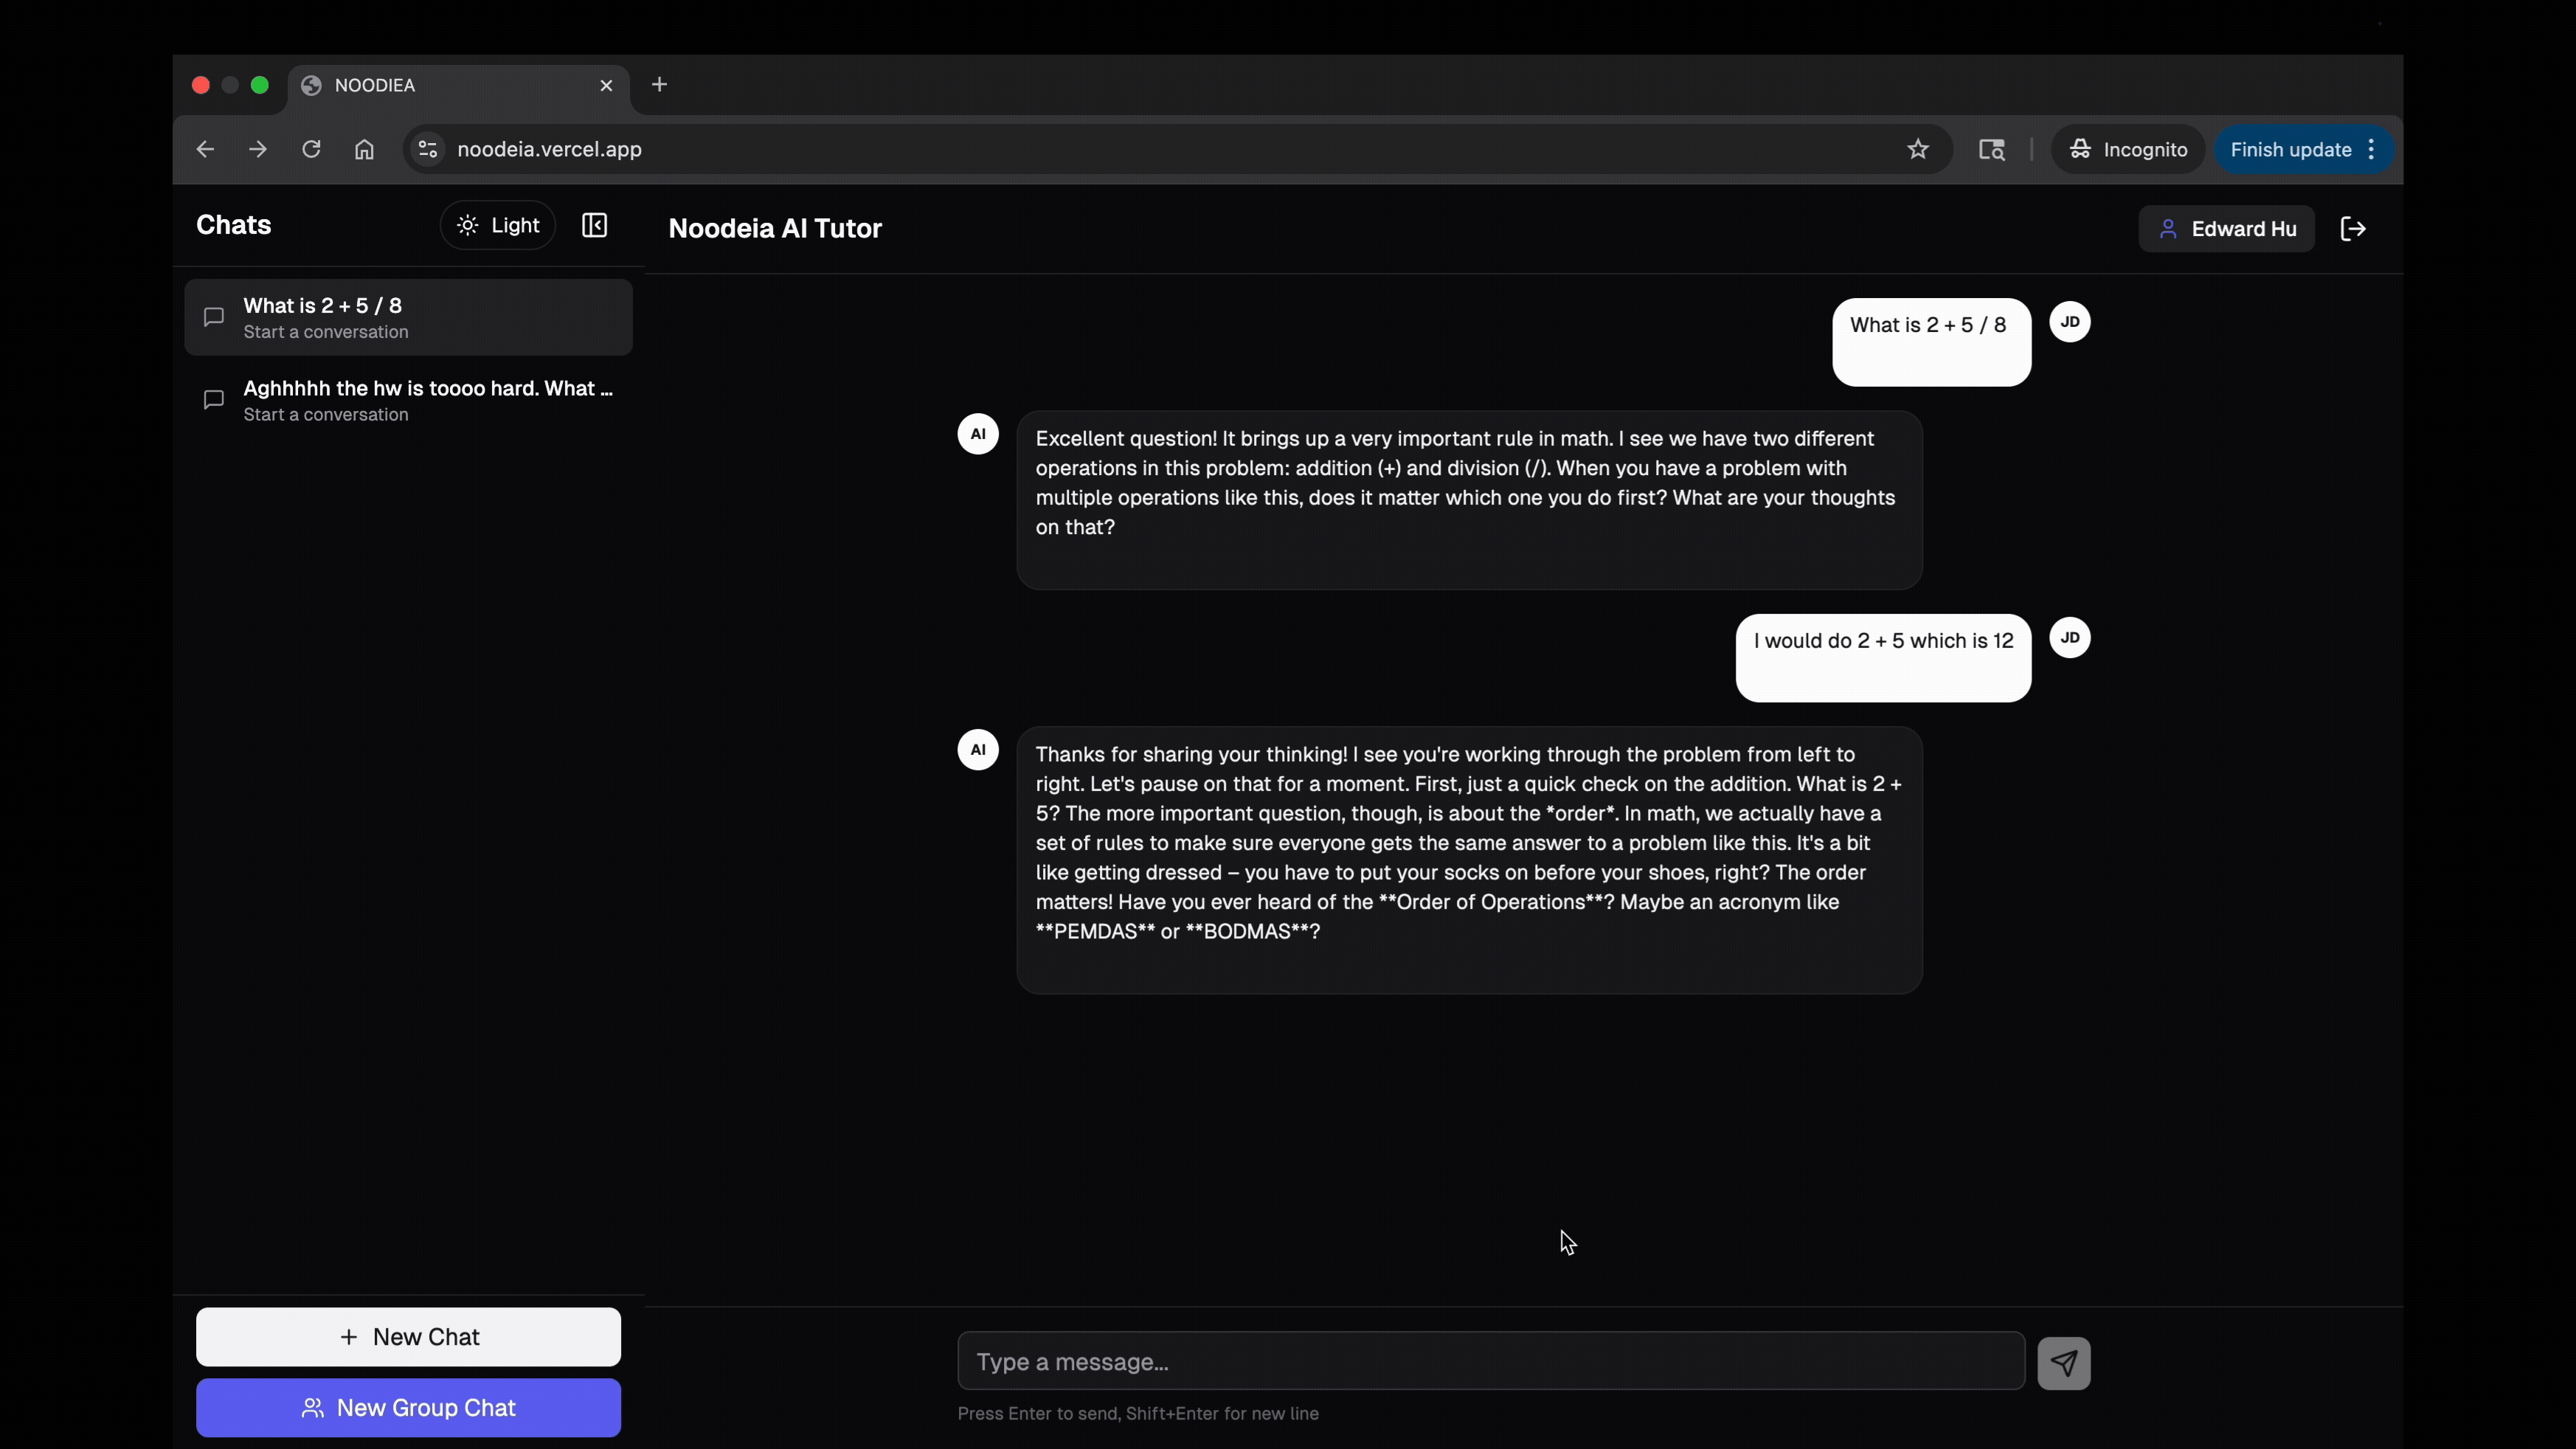 NOODIEA
noodeia.vercel.app
Incognito
Finish update
Chats
Light
Noodeia AI Tutor
Edward Hu
What is 2 + 5 / 8
Start a conversation
Aghhhhh the hw is toooo hard. What ...
Start a conversation
What is 2 + 5 / 8
JD
AI
Excellent question! It brings up a very important rule in math. I see we have two different
operations in this problem: addition (+) and division (/). When you have a problem with
multiple operations like this, does it matter which one you do first? What are your thoughts
on that?
I would do 2 + 5 which is 12
JD
AI
Thanks for sharing your thinking! I see you're working through the problem from left to
right. Let's pause on that for a moment. First, just a quick check on the addition. What is 2 +
5? The more important question, though, is about the *order*. In math, we actually have a
set of rules to make sure everyone gets the same answer to a problem like this. It's a bit
like getting dressed – you have to put your socks on before your shoes, right? The order
matters! Have you ever heard of the **Order of Operations**? Maybe an acronym like
**PEMDAS** or **BODMAS**?
New Chat
New Group Chat
Type a message...
Press Enter to send, Shift+Enter for new line